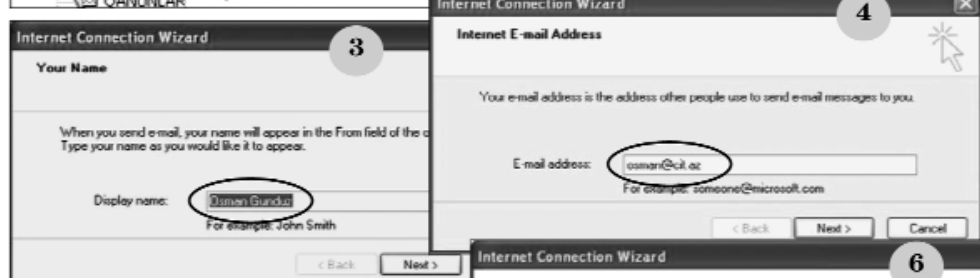 QANUNLAR
Internet Connection Wizard
3
Your Name
When you send e-mail, your name will appear in the From field of the
Type your name as you would like it to appear.
Display name:
Osman Gunduz
For example: John Smith
< Back
Next >
Internet Connection Wizard
4
Internet E-mail Address
Your e-mail address is the address other people use to send e-mail messages to you.
E-mail address:
osman@cit.az
For example: someone@microsoft.com
< Back
Next >
Cancel
Internet Connection Wizard
6